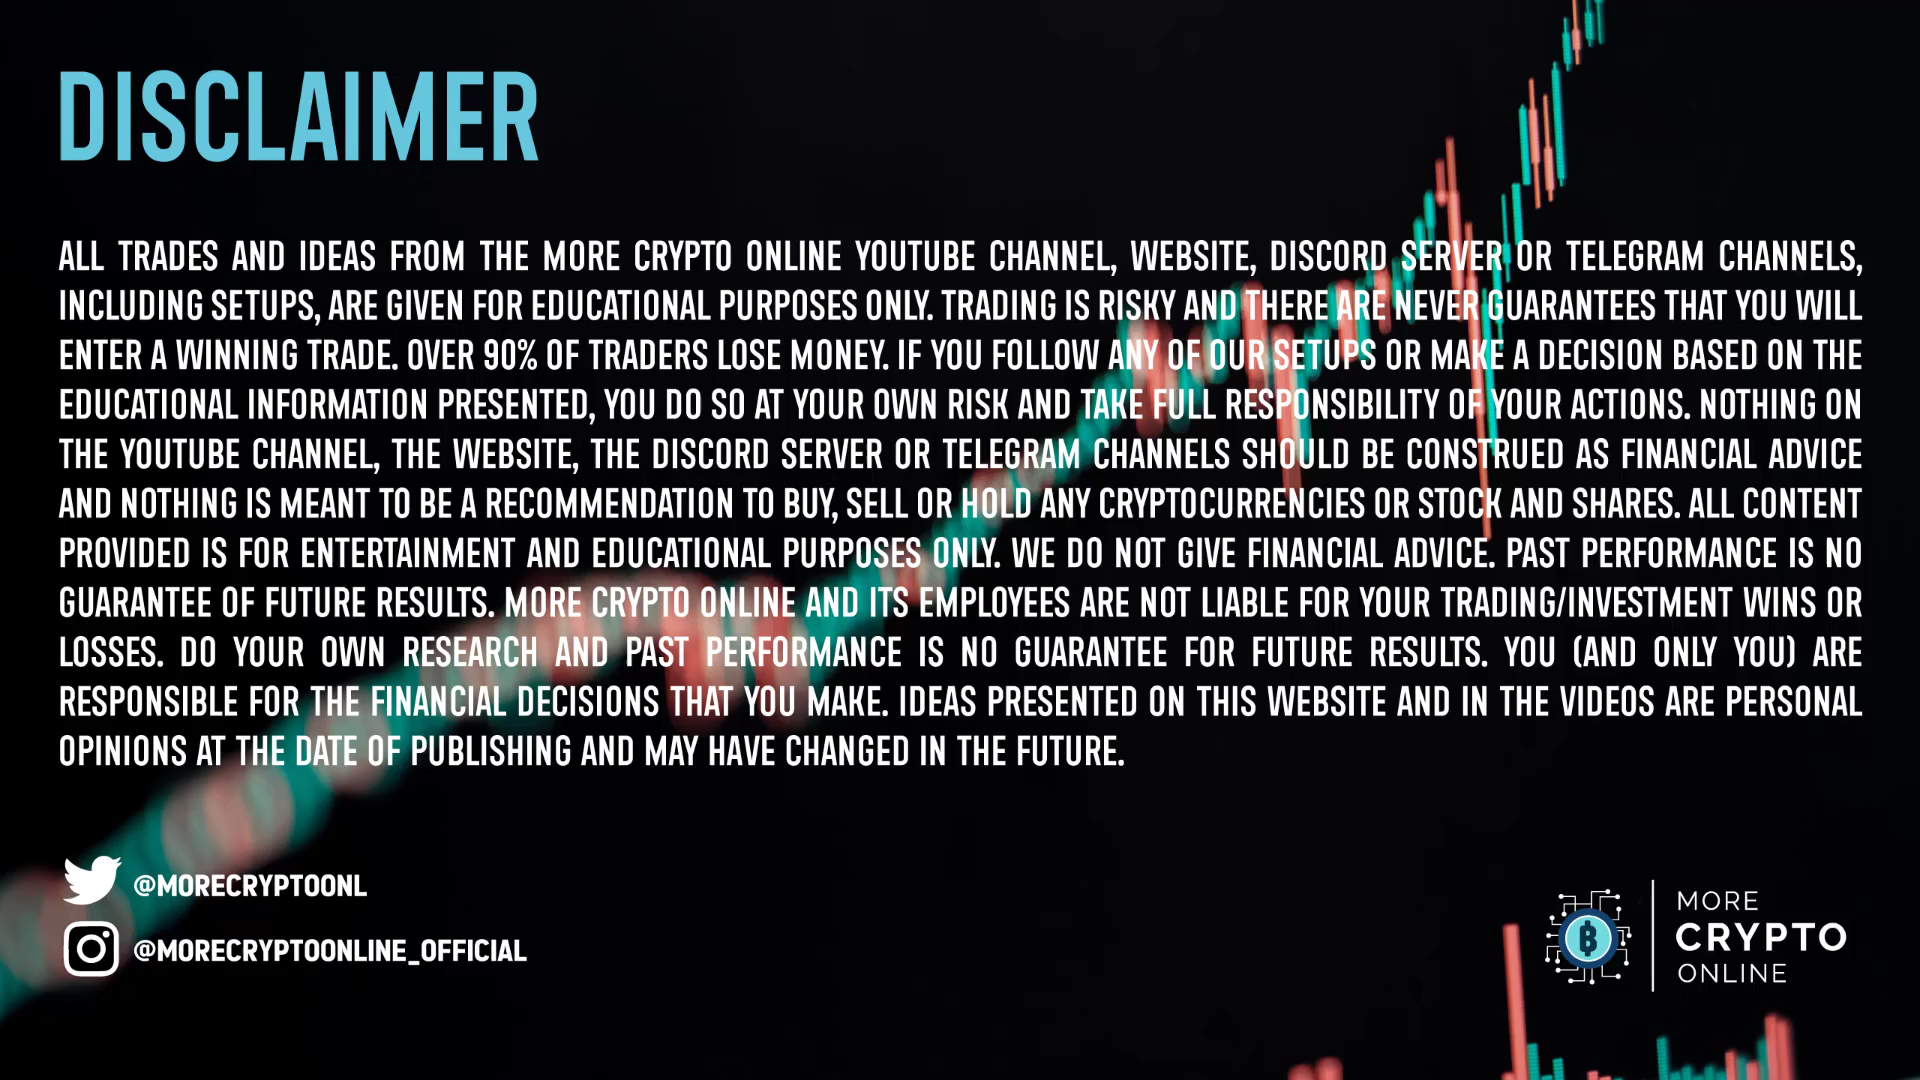 DISCLAIMER
ALL TRADES AND IDEAS FROM THE MORE CRYPTO ONLINE YOUTUBE CHANNEL, WEBSITE, DISCORD SERVER OR TELEGRAM CHANNELS,
INCLUDING SETUPS, ARE GIVEN FOR EDUCATIONAL PURPOSES ONLY. TRADING IS RISKY AND THERE ARE NEVER GUARANTEES THAT YOU WILL
ENTER A WINNING TRADE. OVER 90% OF TRADERS LOSE MONEY. IF YOU FOLLOW ANY OF OUR SETUPS OR MAKE A DECISION BASED ON THE
EDUCATIONAL INFORMATION PRESENTED, YOU DO SO AT YOUR OWN RISK AND TAKE FULL RESPONSIBILITY OF YOUR ACTIONS. NOTHING ON
THE YOUTUBE CHANNEL, THE WEBSITE, THE DISCORD SERVER OR TELEGRAM CHANNELS SHOULD BE CONSTRUED AS FINANCIAL ADVICE
AND NOTHING IS MEANT TO BE A RECOMMENDATION TO BUY, SELL OR HOLD ANY CRYPTOCURRENCIES OR STOCK AND SHARES. ALL CONTENT
PROVIDED IS FOR ENTERTAINMENT AND EDUCATIONAL PURPOSES ONLY. WE DO NOT GIVE FINANCIAL ADVICE. PAST PERFORMANCE IS NO
GUARANTEE OF FUTURE RESULTS. MORE CRYPTO ONLINE AND ITS EMPLOYEES ARE NOT LIABLE FOR YOUR TRADING/INVESTMENT WINS OR
LOSSES. DO YOUR OWN RESEARCH AND PAST PERFORMANCE IS NO GUARANTEE FOR FUTURE RESULTS. YOU (AND ONLY YOU) ARE
RESPONSIBLE FOR THE FINANCIAL DECISIONS THAT YOU MAKE. IDEAS PRESENTED ON THIS WEBSITE AND IN THE VIDEOS ARE PERSONAL
OPINIONS AT THE DATE OF PUBLISHING AND MAY HAVE CHANGED IN THE FUTURE.
@MORECRYPTOONL
@MORECRYPTOONLINE_OFFICIAL
MORE
CRYPTO
ONLINE